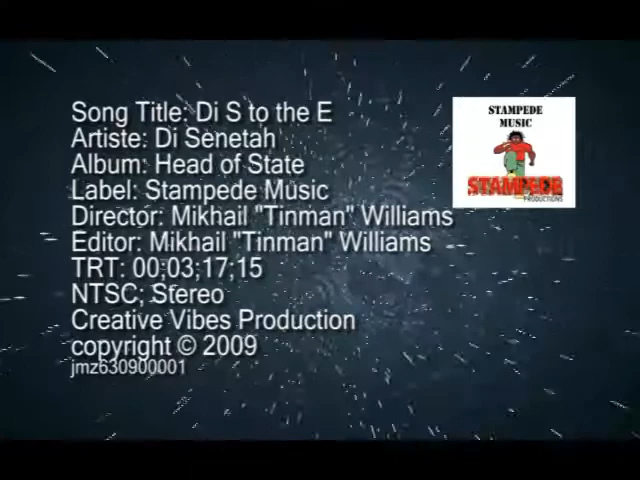 Song Title: Di S to the E
Artiste: Di Senetah
Album: Head of State
Label: Stampede Music
Director: Mikhail "Tinman" Williams
Editor: Mikhail "Tinman" Williams
TRT: 00;03;17;15
NTSC; Stereo
Creative Vibes Production
copyright © 2009
jmz630900001
STAMPEDE
MUSIC
STAMPEDE
PRODUCTIONS